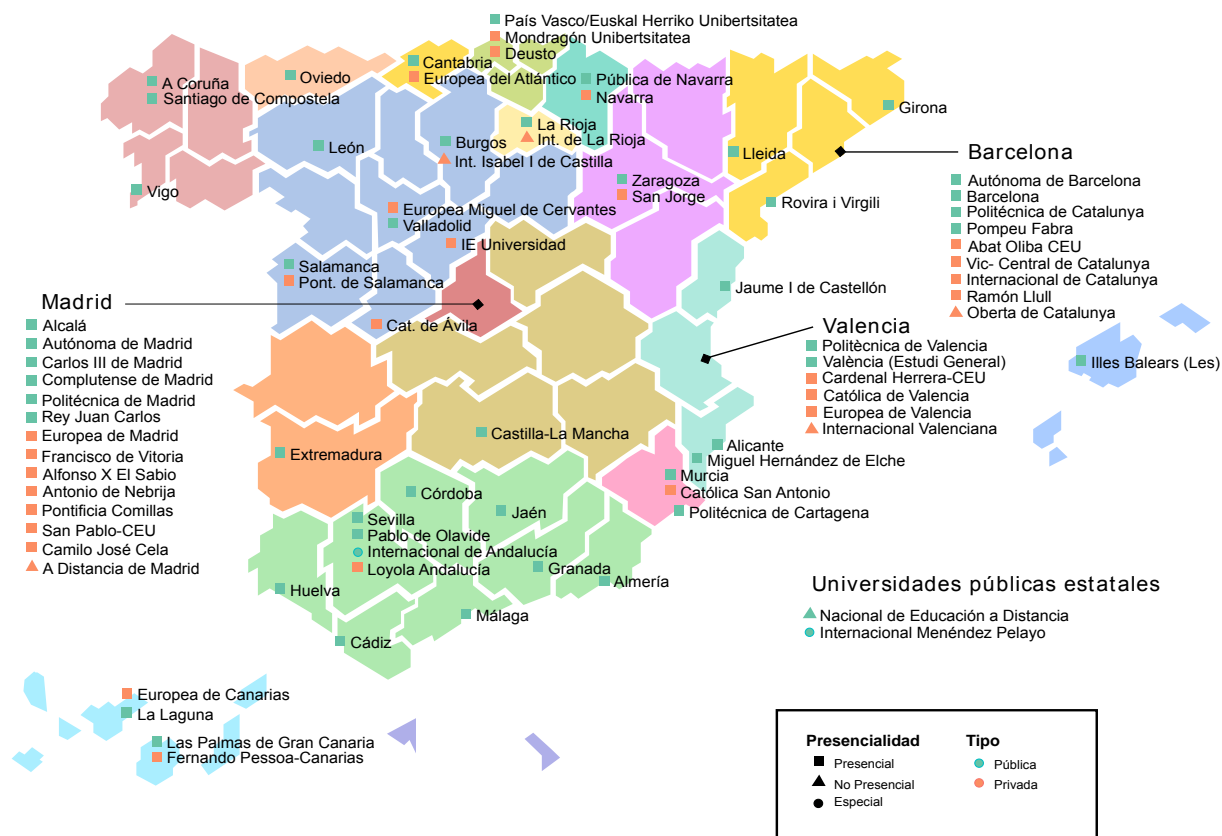 País Vasco/Euskal Herriko Unibertsitatea
Mondragón Unibertsitatea
Deusto
Cantabria
Europea del Atlántico
Oviedo
A Coruña
Santiago de Compostela
Vigo
León
Burgos
Int. Isabel I de Castilla
La Rioja
Int. de La Rioja
Pública de Navarra
Navarra
Zaragoza
San Jorge
Lleida
Girona
Rovira i Virgili
Europea Miguel de Cervantes
Valladolid
IE Universidad
Salamanca
Pont. de Salamanca
Cat. de Ávila
Barcelona
Autónoma de Barcelona
Barcelona
Politécnica de Catalunya
Pompeu Fabra
Abat Oliba CEU
Vic- Central de Catalunya
Internacional de Catalunya
Ramón Llull
Oberta de Catalunya
Madrid
Alcalá
Autónoma de Madrid
Carlos III de Madrid
Complutense de Madrid
Politécnica de Madrid
Rey Juan Carlos
Europea de Madrid
Francisco de Vitoria
Alfonso X El Sabio
Antonio de Nebrija
Pontificia Comillas
San Pablo-CEU
Camilo José Cela
A Distancia de Madrid
Jaume I de Castellón
Valencia
Politècnica de Valencia
València (Estudi General)
Cardenal Herrera-CEU
Católica de Valencia
Europea de Valencia
Internacional Valenciana
Illes Balears (Les)
Castilla-La Mancha
Extremadura
Alicante
Miguel Hernández de Elche
Murcia
Católica San Antonio
Politécnica de Cartagena
Córdoba
Jaén
Sevilla
Pablo de Olavide
Internacional de Andalucía
Loyola Andalucía
Granada
Almería
Huelva
Málaga
Cádiz
Universidades públicas estatales
Nacional de Educación a Distancia
Internacional Menéndez Pelayo
Europea de Canarias
La Laguna
Las Palmas de Gran Canaria
Fernando Pessoa-Canarias
Presencialidad
Presencial
No Presencial
Especial
Tipo
Pública
Privada